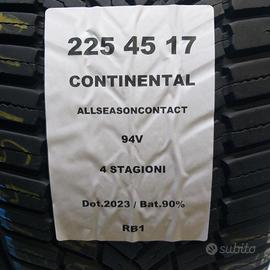 225 45 17
CONTINENTAL
ALLSEASONCONTACT
94V
4 STAGIONI
Dot.2023 / Bat.90%
RB1
subito